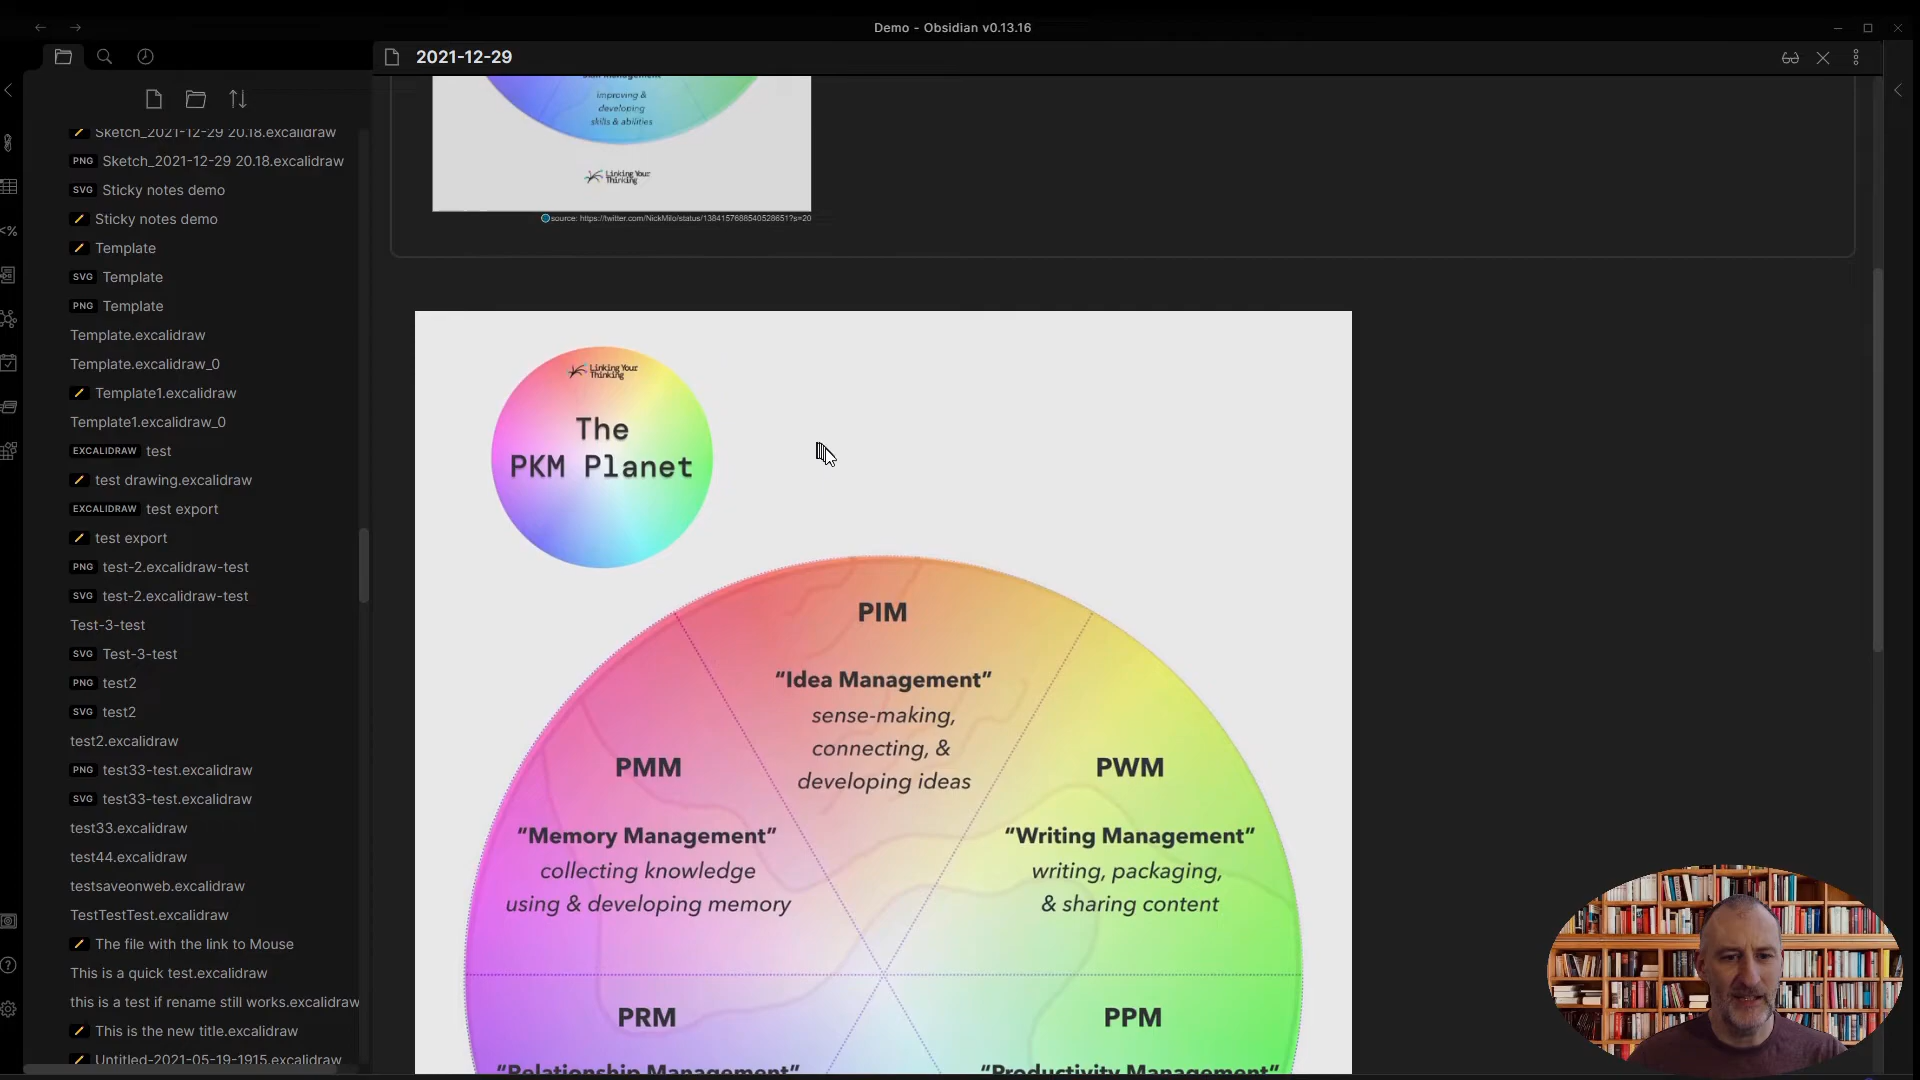 Demo - Obsidian v0.13.16
2021-12-29
Sketch_2021-12-29 20.18.excalidraw
PNG Sketch_2021-12-29 20.18.excalidraw
SVG Sticky notes demo
Sticky notes demo
Template
SVG Template
PNG Template
Template.excalidraw
Template.excalidraw_0
Template1.excalidraw
Template1.excalidraw_0
EXCALIDRAW test
test drawing.excalidraw
EXCALIDRAW test export
test export
PNG test-2.excalidraw-test
SVG test-2.excalidraw-test
Test-3-test
SVG Test-3-test
PNG test2
SVG test2
test2.excalidraw
PNG test33-test.excalidraw
SVG test33-test.excalidraw
test33.excalidraw
test44.excalidraw
testsaveonweb.excalidraw
TestTestTest.excalidraw
The file with the link to Mouse
This is a quick test.excalidraw
this is a test if rename still works.excalidraw
This is the new title.excalidraw
Untitled-2021-05-19-1915.excalidraw
improving &
developing
skills & abilities
Linking Your
Thinking
source: https://twitter.com/NickMilo/status/1384157688540528651?s=20
Linking Your
Thinking
The
PKM Planet
PIM
“Idea Management”
sense-making,
connecting, &
developing ideas
PMM
“Memory Management”
collecting knowledge
using & developing memory
PWM
“Writing Management”
writing, packaging,
& sharing content
PRM
“Relationship Management”
PPM
“Productivity Management”